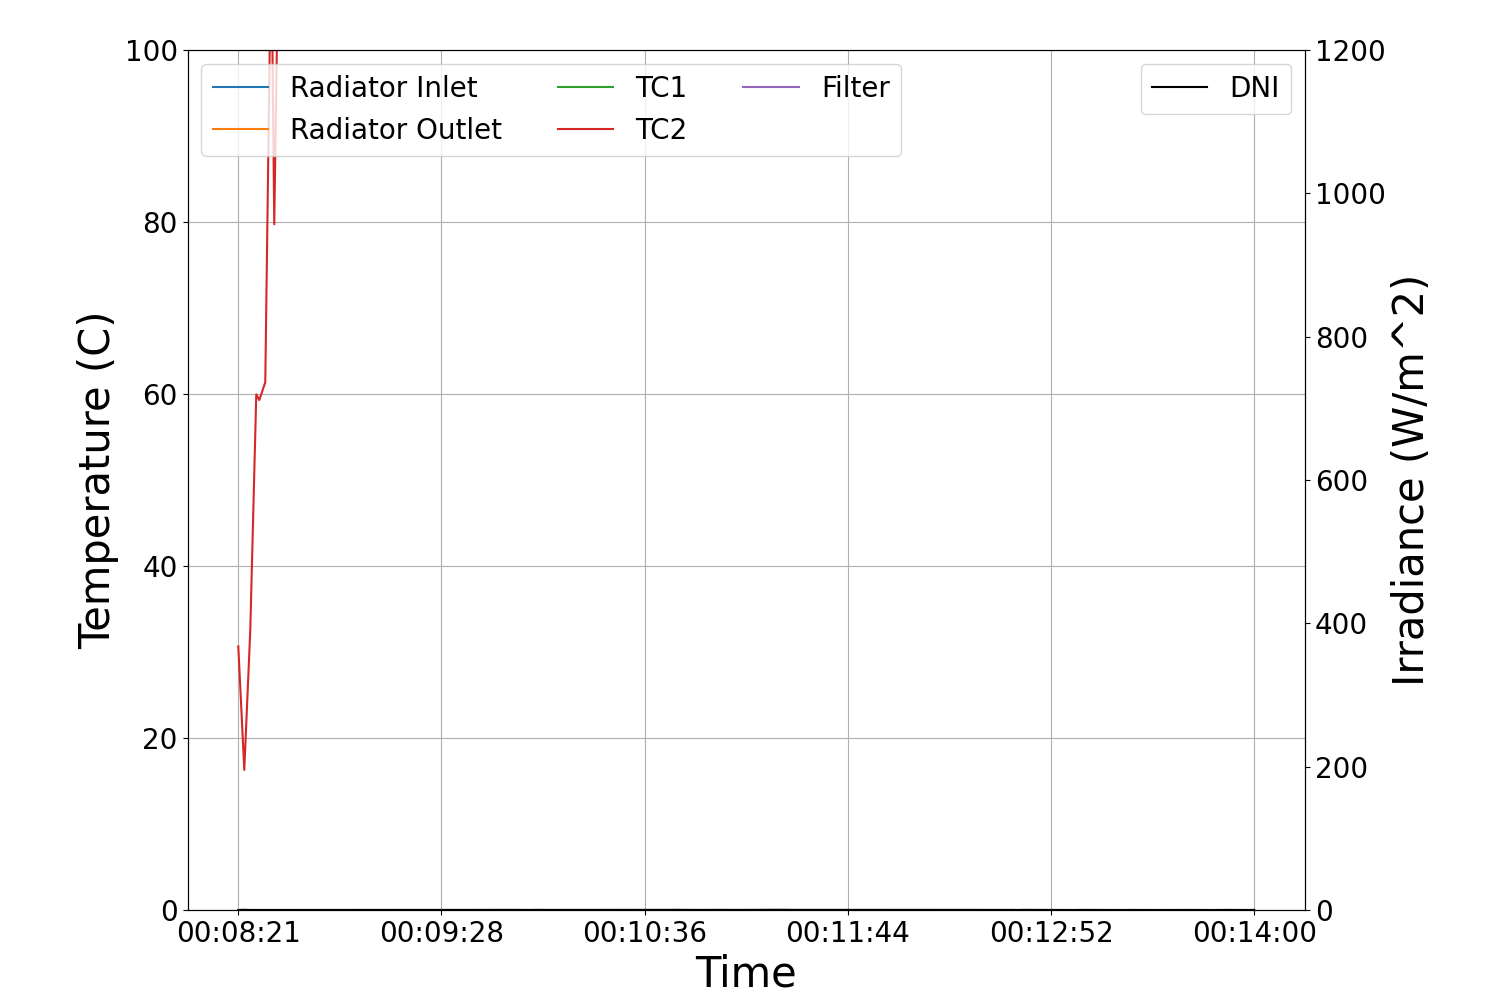 100
80
60
40
20
0
Temperature (C)
Radiator Inlet
Radiator Outlet
TC1
TC2
Filter
DNI
1200
1000
800
600
400
200
0
Irradiance (W/m^2)
00:08:21 00:09:28 00:10:36 00:11:44 00:12:52 00:14:00
Time